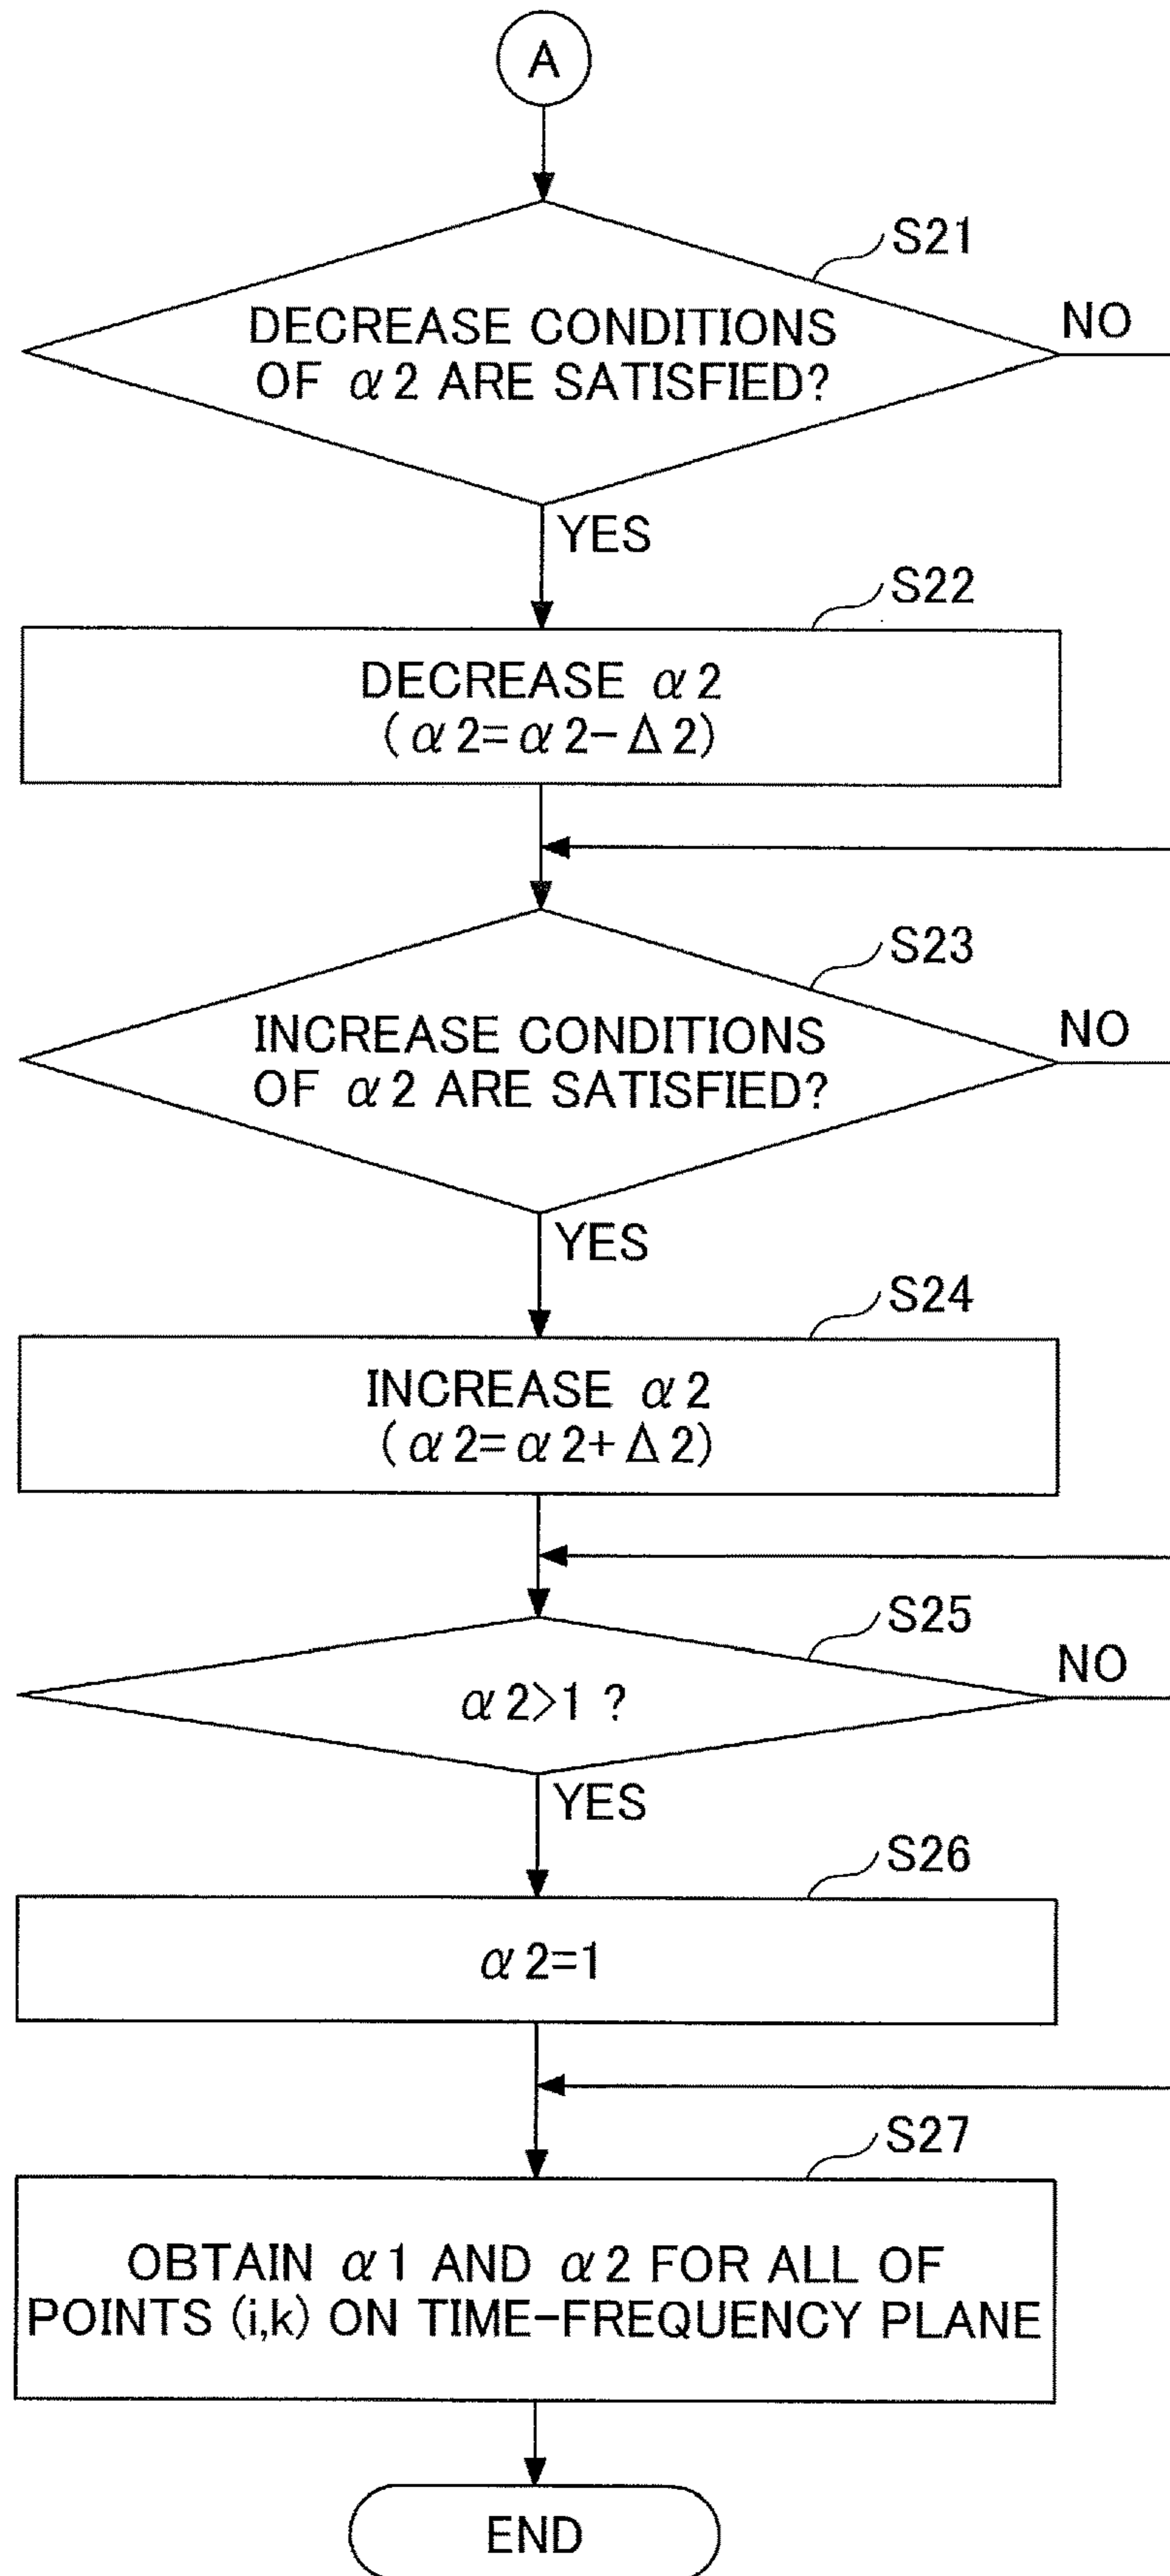 A
S21
DECREASE CONDITIONS
OF α2 ARE SATISFIED?
NO
YES
S22
DECREASE α2
(α2=α2-Δ2)
S23
INCREASE CONDITIONS
OF α2 ARE SATISFIED?
NO
YES
S24
INCREASE α2
(α2=α2+Δ2)
S25
α2>1 ?
NO
YES
S26
α2=1
S27
OBTAIN α1 AND α2 FOR ALL OF
POINTS (i,k) ON TIME-FREQUENCY PLANE
END